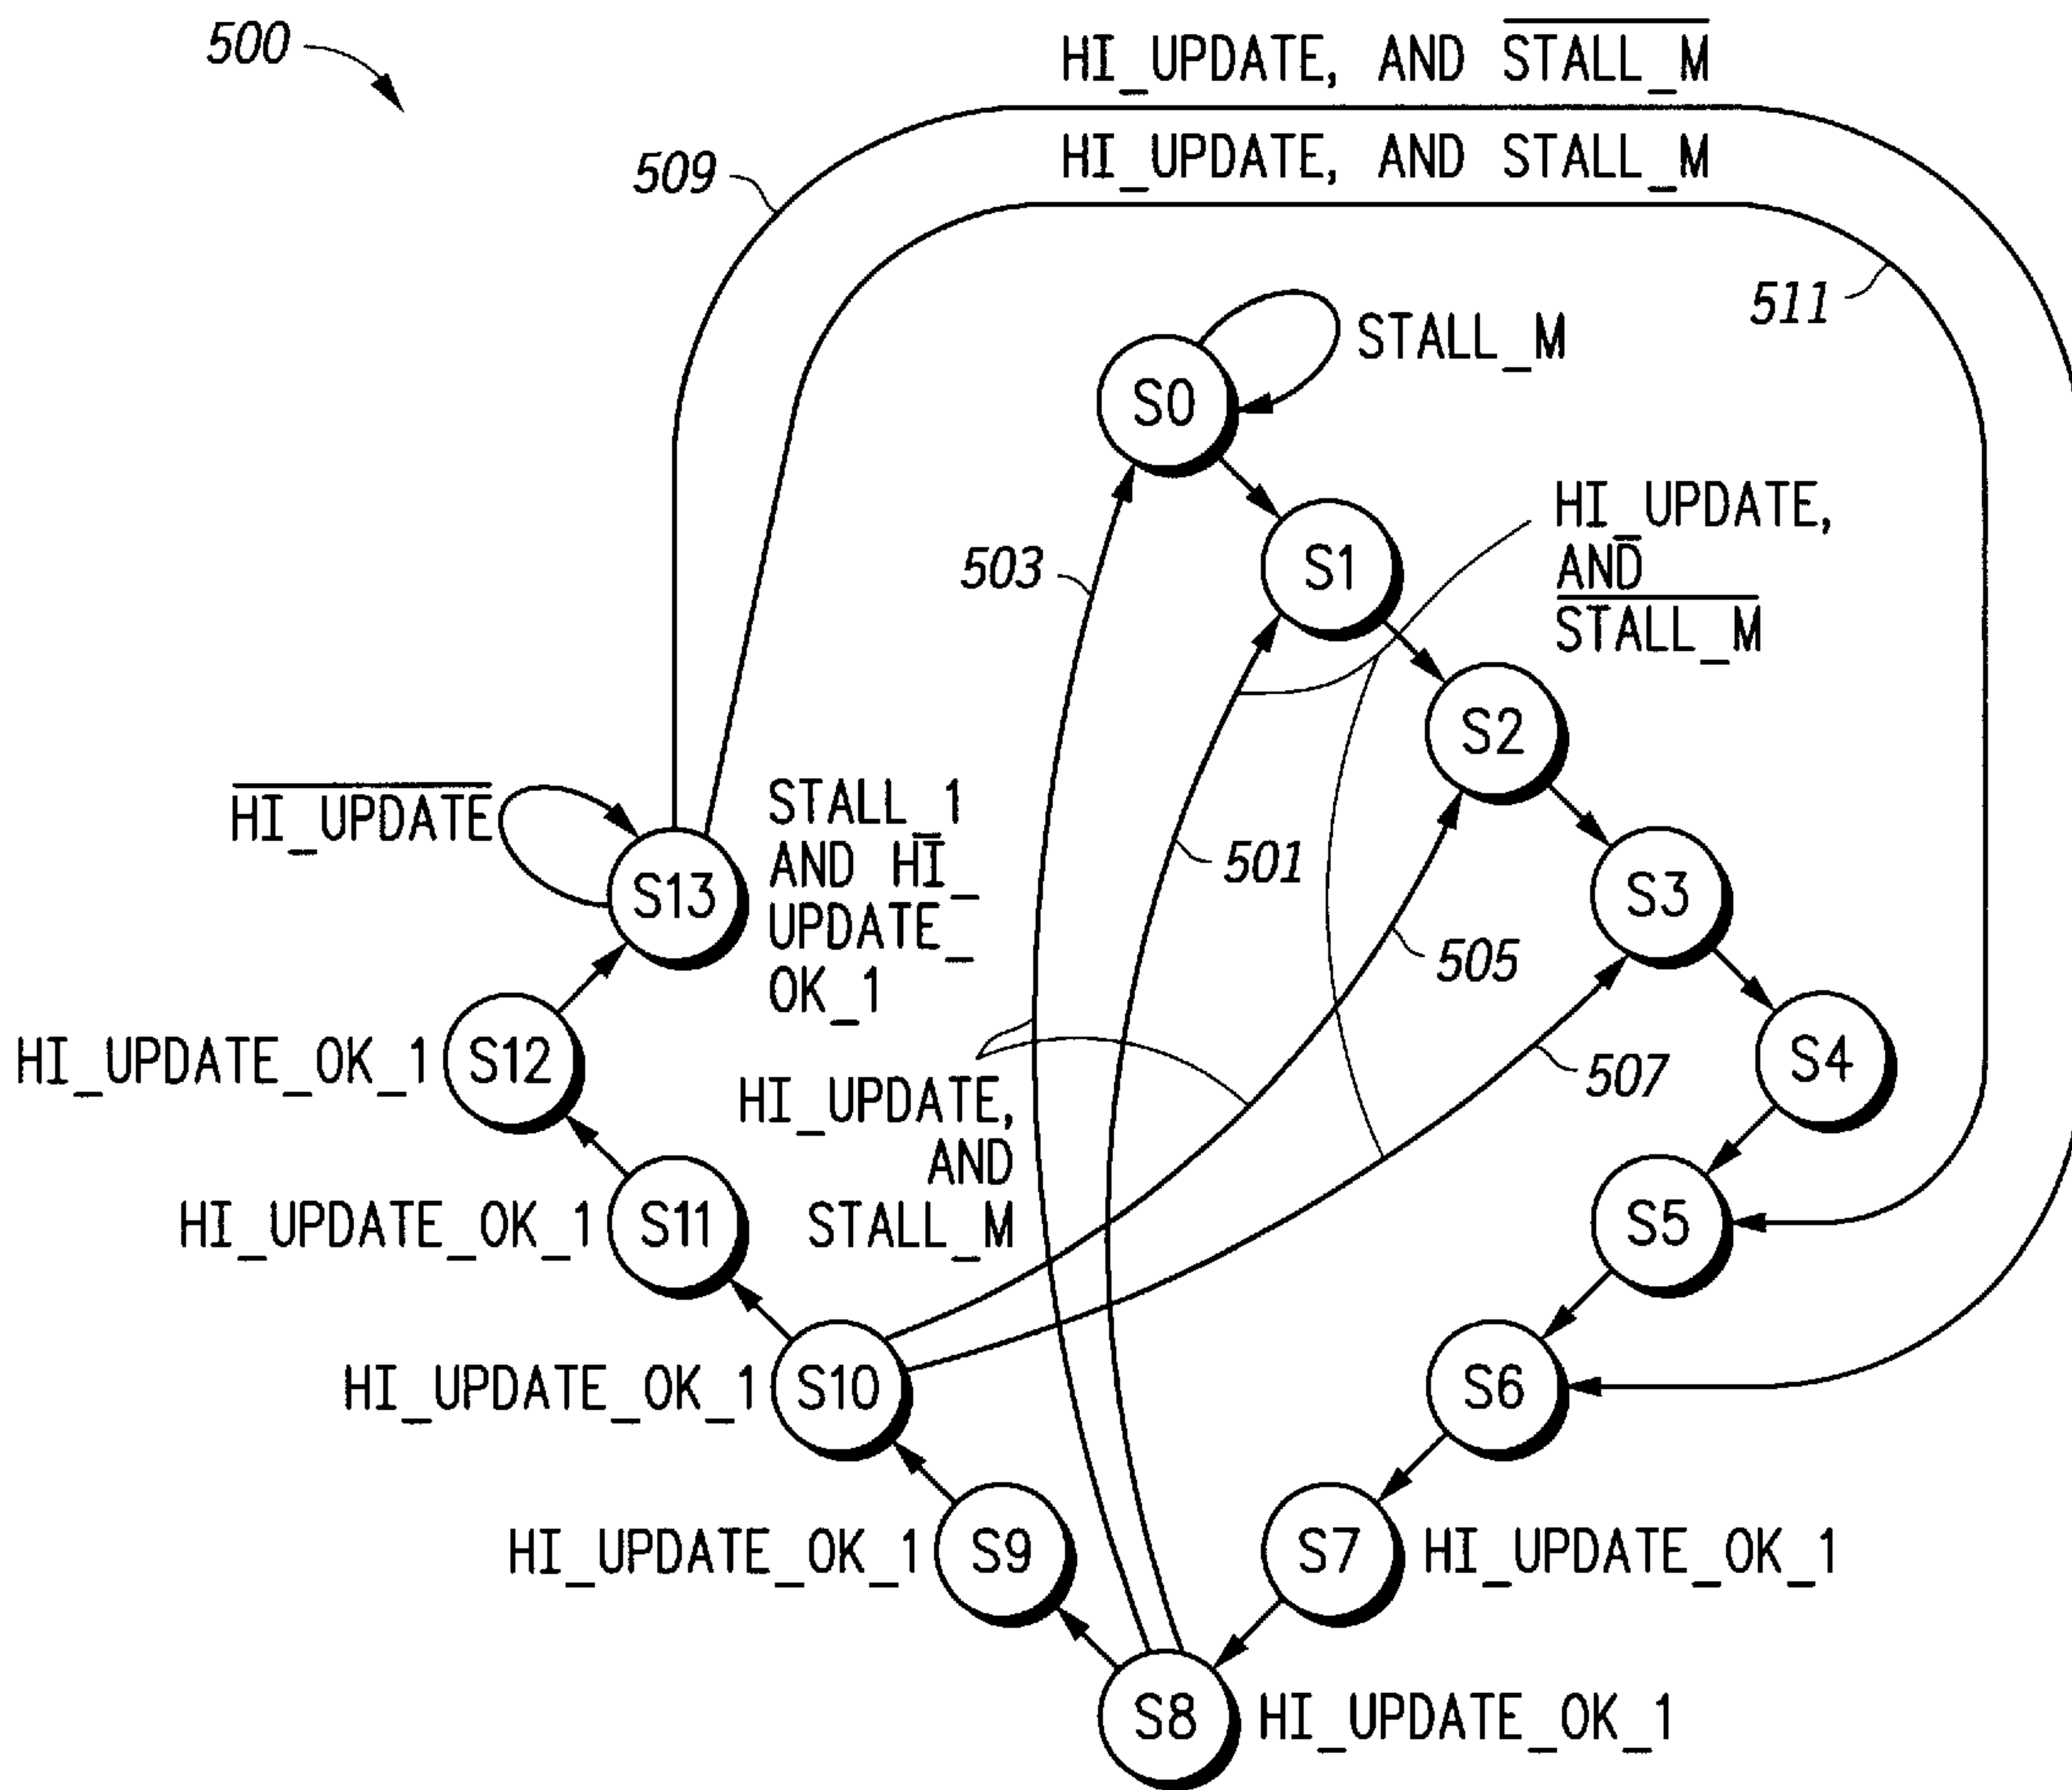 500
HI_UPDATE, AND STALL_M
509
HI_UPDATE, AND STALL_M
511
STALL_M
S0
HI_UPDATE,
AND
STALL_M
503
S1
S2
HI_UPDATE
STALL_1
AND HI_
UPDATE_
OK_1
501
S13
S3
505
HI_UPDATE_OK_1
S12
S4
507
HI_UPDATE,
AND
STALL_M
HI_UPDATE_OK_1
S11
S5
HI_UPDATE_OK_1
S10
S6
HI_UPDATE_OK_1
S9
S7
HI_UPDATE_OK_1
S8
HI_UPDATE_OK_1